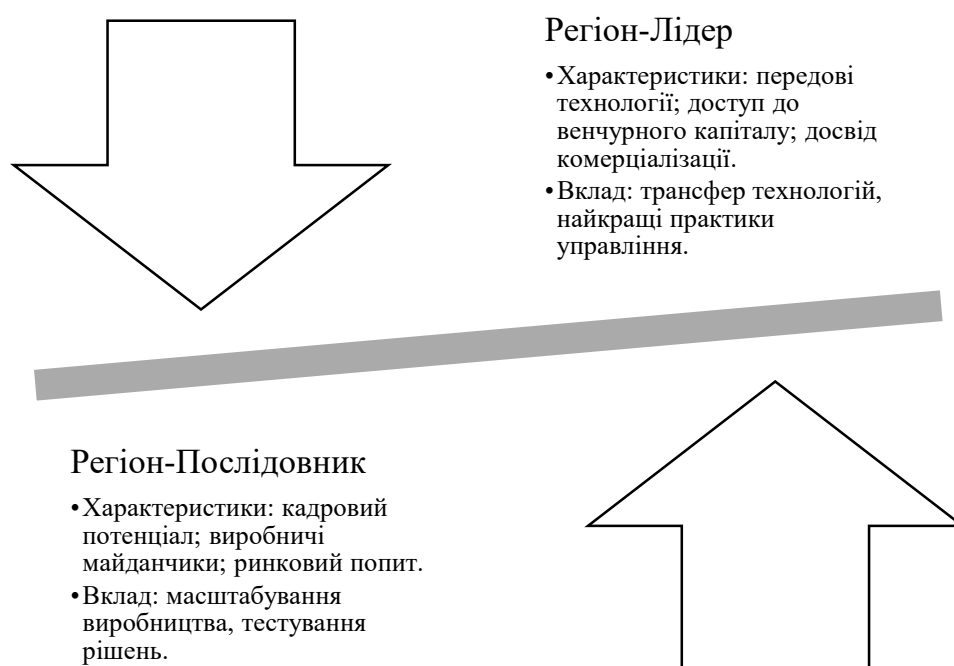 Регіон-Лідер
•Характеристики: передові
технології; доступ до
венчурного капіталу; досвід
комерціалізації.
•Вклад: трансфер технологій,
найкращі практики
управління.
Регіон-Послідовник
•Характеристики: кадровий
потенціал; виробничі
майданчики; ринковий попит.
•Вклад: масштабування
виробництва, тестування
рішень.